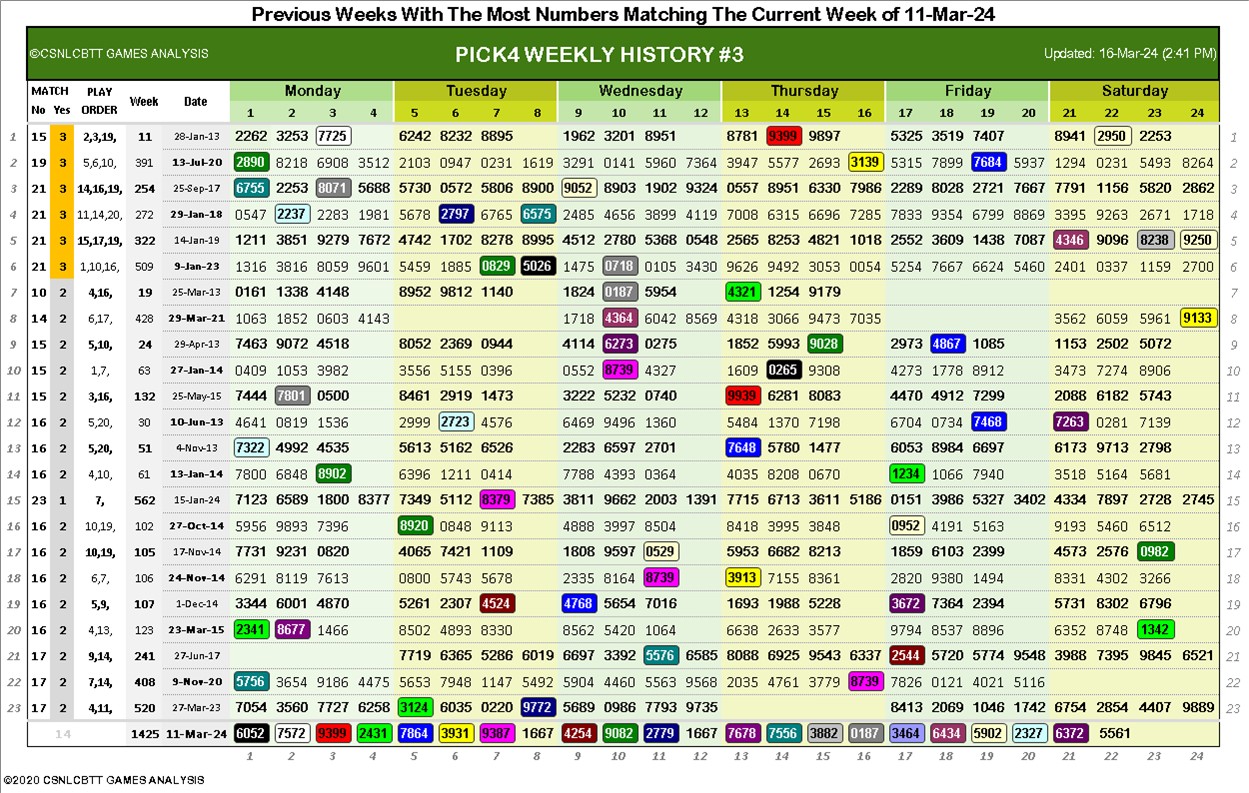 Previous Weeks With The Most Numbers Matching The Current Week of 11-Mar-24
©CSNLCBTT GAMES ANALYSIS PICK4 WEEKLY HISTORY #3 Updated: 16-Mar-24 (2:41 PM)
MATCH PLAY Week Date Monday Tuesday Wednesday Thursday Friday Saturday
No Yes ORDER 1 2 3 4 5 6 7 8 9 10 11 12 13 14 15 16 17 18 19 20 21 22 23 24
1 15 3 2,3,19, 11 28-Jan-13 2262 3253 7725 6242 8232 8895 1962 3201 8951 8781 9399 9897 5325 3519 7407 8941 2950 2253 1
2 19 3 5,6,10, 391 13-Jul-20 2890 8218 6908 3512 2103 0947 0231 1619 3291 0141 5960 7364 3947 5577 2693 3139 5315 7899 7684 5937 1294 0231 5493 8264 2
3 21 3 14,16,19, 254 25-Sep-17 6755 2253 8071 5688 5730 0572 5806 8900 9052 8903 1902 9324 0557 8951 6330 7986 2289 8028 2721 7667 7791 1156 5820 2862 3
4 21 3 11,14,20, 272 29-Jan-18 0547 2237 2283 1981 5678 2797 6765 6575 2485 4656 3899 4119 7008 6315 6696 7285 7833 9354 6799 8869 3395 9263 2671 1718 4
5 21 3 15,17,19, 322 14-Jan-19 1211 3851 9279 7672 4742 1702 8278 8995 4512 2780 5368 0548 2565 8253 4821 1018 2552 3609 1438 7087 4346 9096 8238 9250 5
6 21 3 1,10,16, 509 9-Jan-23 1316 3816 8059 9601 5459 1885 0829 5026 1475 0718 0105 3430 9626 9492 3053 0054 5254 7667 6624 5460 2401 0337 1159 2700 6
7 10 2 4,16, 19 25-Mar-13 0161 1338 4148 8952 9812 1140 1824 0187 5954 4321 1254 9179 7
8 14 2 6,17, 428 29-Mar-21 1063 1852 0603 4143 1718 4364 6042 8569 4318 3066 9473 7035 3562 6059 5961 9133 8
9 15 2 5,10, 24 29-Apr-13 7463 9072 4518 8052 2369 0944 4114 6273 0275 1852 5993 9028 2973 4867 1085 1153 2502 5072 9
10 15 2 1,7, 63 27-Jan-14 0409 1053 3982 3556 5155 0396 0552 8739 4327 1609 0265 9308 4273 1778 8912 3473 7274 8906 10
11 15 2 3,16, 132 25-May-15 7444 7801 0500 8461 2919 1473 3222 5232 0740 9939 6281 8083 4470 4912 7299 2088 6182 5743 11
12 16 2 5,20, 30 10-Jun-13 4641 0819 1536 2999 2723 4576 6469 9496 1360 5484 1370 7198 6704 0734 7468 7263 0281 7139 12
13 16 2 5,20, 51 4-Nov-13 7322 4992 4535 5613 5162 6526 2283 6597 2701 7648 5780 1477 6053 8984 6697 6173 9713 2798 13
14 16 2 4,10, 61 13-Jan-14 7800 6848 8902 6396 1211 0414 7788 4393 0364 4035 8208 0670 1234 1066 7940 3518 5164 5681 14
15 23 1 7, 562 15-Jan-24 7123 6589 1800 8377 7349 5112 8379 7385 3811 9662 2003 1391 7715 6713 3611 5186 0151 3986 5327 3402 4334 7897 2728 2745 15
16 16 2 10,19, 102 27-Oct-14 5956 9893 7396 8920 0848 9113 4888 3997 8504 8418 3995 3848 0952 4191 5163 9193 5460 6512 16
17 16 2 10,19, 105 17-Nov-14 7731 9231 0820 4065 7421 1109 1808 9597 0529 5953 6682 8213 1859 6103 2399 4573 2576 0982 17
18 16 2 6,7, 106 24-Nov-14 6291 8119 7613 0800 5743 5678 2335 8164 8739 3913 7155 8361 2820 9380 1494 8331 4302 3266 18
19 16 2 5,9, 107 1-Dec-14 3344 6001 4870 5261 2307 4524 4768 5654 7016 1693 1988 5228 3672 7364 2394 5731 8302 6796 19
20 16 2 4,13, 123 23-Mar-15 2341 8677 1466 8502 4893 8330 8562 5420 1064 6638 2633 3577 9794 8537 8896 6352 8748 1342 20
21 17 2 9,14, 241 27-Jun-17 7719 6365 5286 6019 6697 3392 5576 6585 8088 6925 9543 6337 2544 5720 5774 9548 3988 7395 9845 6521 21
22 17 2 7,14, 408 9-Nov-20 5756 3654 9186 4475 5653 7948 1147 5492 5904 4460 5563 9568 2035 4761 3779 8739 7826 0121 4021 5116 22
23 17 2 4,11, 520 27-Mar-23 7054 3560 7727 6258 3124 6035 0220 9772 5689 0986 7793 9735 8413 2069 1046 1742 6754 2854 4407 9889 23
14 1425 11-Mar-24 6052 7572 9399 2431 7864 3931 9387 1667 4254 9082 2779 1667 7678 7556 3882 0187 3464 6434 5902 2327 6372 5561
1 2 3 4 5 6 7 8 9 10 11 12 13 14 15 16 17 18 19 20 21 22 23 24
©2020 CSNLCBTT GAMES ANALYSIS